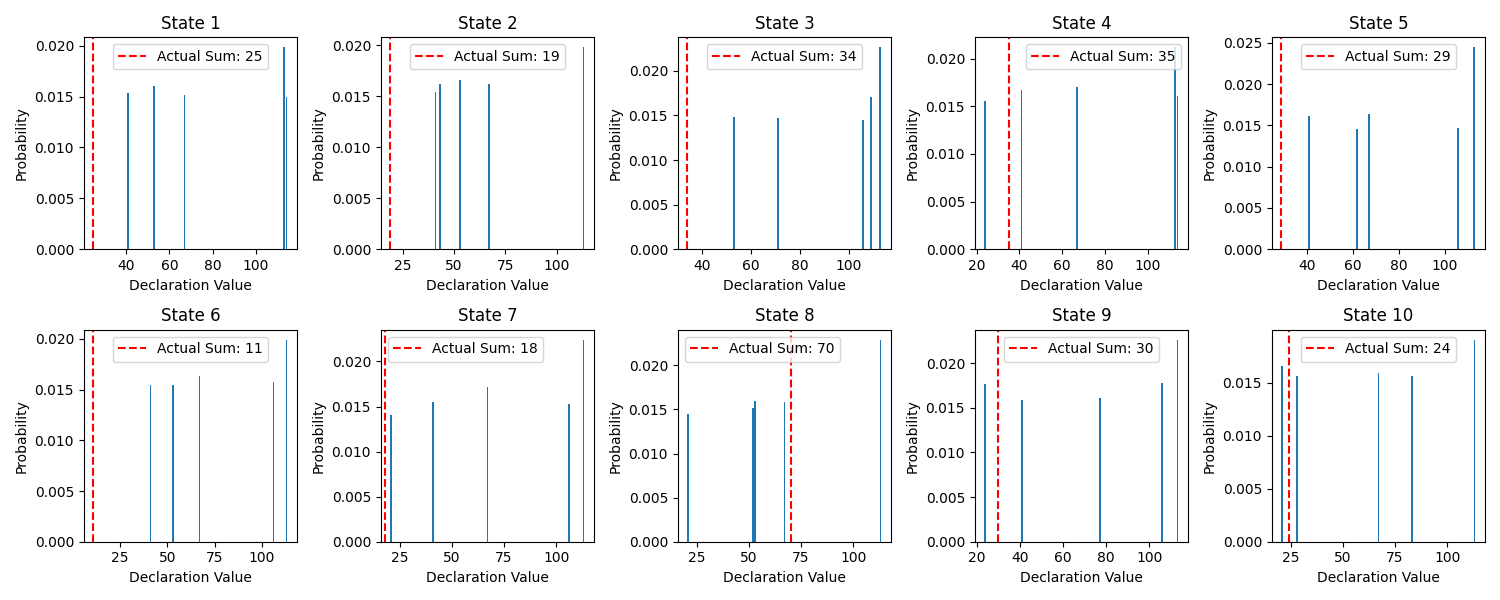 State 1
Actual Sum: 25
Probability
0.020
0.015
0.010
0.005
0.000
40 60 80 100
Declaration Value
State 2
Actual Sum: 19
Probability
0.020
0.015
0.010
0.005
0.000
25 50 75 100
Declaration Value
State 3
Actual Sum: 34
Probability
0.020
0.015
0.010
0.005
0.000
40 60 80 100
Declaration Value
State 4
Actual Sum: 35
Probability
0.020
0.015
0.010
0.005
0.000
20 40 60 80 100
Declaration Value
State 5
Actual Sum: 29
Probability
0.025
0.020
0.015
0.010
0.005
0.000
40 60 80 100
Declaration Value
State 6
Actual Sum: 11
Probability
0.020
0.015
0.010
0.005
0.000
25 50 75 100
Declaration Value
State 7
Actual Sum: 18
Probability
0.020
0.015
0.010
0.005
0.000
25 50 75 100
Declaration Value
State 8
Actual Sum: 70
Probability
0.020
0.015
0.010
0.005
0.000
25 50 75 100
Declaration Value
State 9
Actual Sum: 30
Probability
0.020
0.015
0.010
0.005
0.000
20 40 60 80 100
Declaration Value
State 10
Actual Sum: 24
Probability
0.015
0.010
0.005
0.000
25 50 75 100
Declaration Value